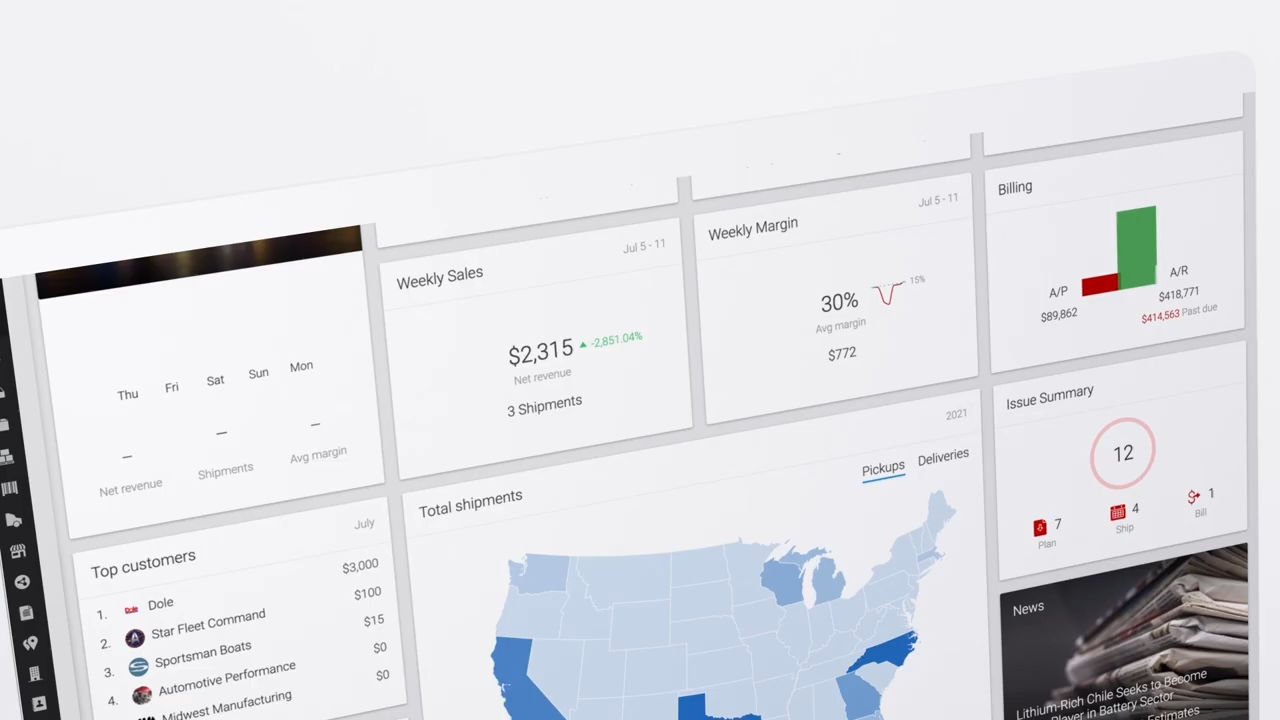 Thu Fri Sat Sun Mon
– – –
Net revenue Shipments Avg margin
Weekly Sales
Jul 5 - 11
$2,315 ▲ -2,851.04%
Net revenue
3 Shipments
Weekly Margin
Jul 5 - 11
30%
15%
Avg margin
$772
Billing
A/P
$89,862
A/R
$418,771
$414,563 Past due
Top customers
July
1. Dole $3,000
2. Star Fleet Command $100
3. Sportsman Boats $15
4. Automotive Performance $0
Midwest Manufacturing $0
Total shipments
2021
Pickups Deliveries
Issue Summary
12
7 4 1
Plan Ship Bill
News
Lithium-Rich Chile Seeks to Become
Player in Battery Sector
Estimates